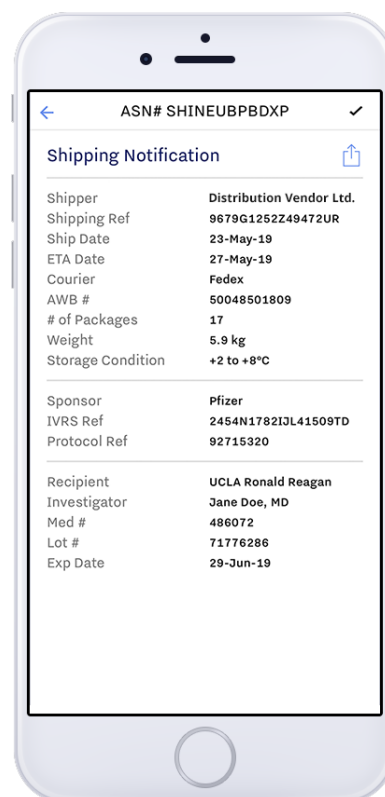 ASN# SHINEUBPBDXP
Shipping Notification
Shipper Distribution Vendor Ltd.
Shipping Ref 9679G1252Z49472UR
Ship Date 23-May-19
ETA Date 27-May-19
Courier Fedex
AWB # 50048501809
# of Packages 17
Weight 5.9 kg
Storage Condition +2 to +8°C
Sponsor Pfizer
IVRS Ref 2454N1782IJL41509TD
Protocol Ref 92715320
Recipient UCLA Ronald Reagan
Investigator Jane Doe, MD
Med # 486072
Lot # 71776286
Exp Date 29-Jun-19